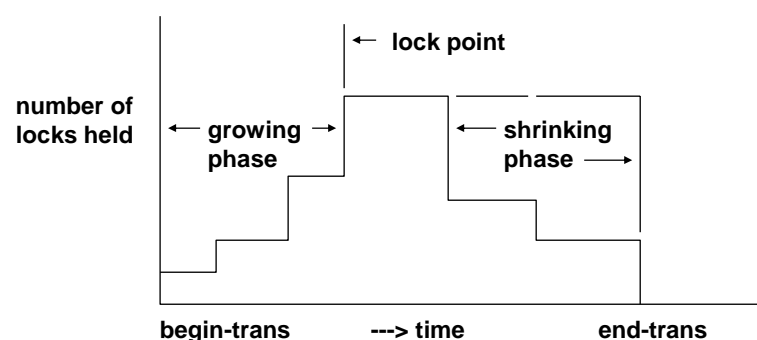 lock point
number of
locks held
growing
phase
shrinking
phase
begin-trans
---> time
end-trans